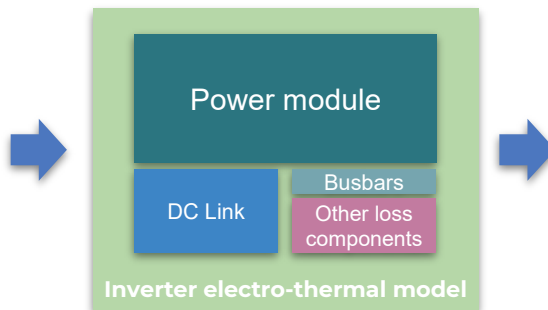 Power module
DC Link
Busbars
Other loss
components
Inverter electro-thermal model